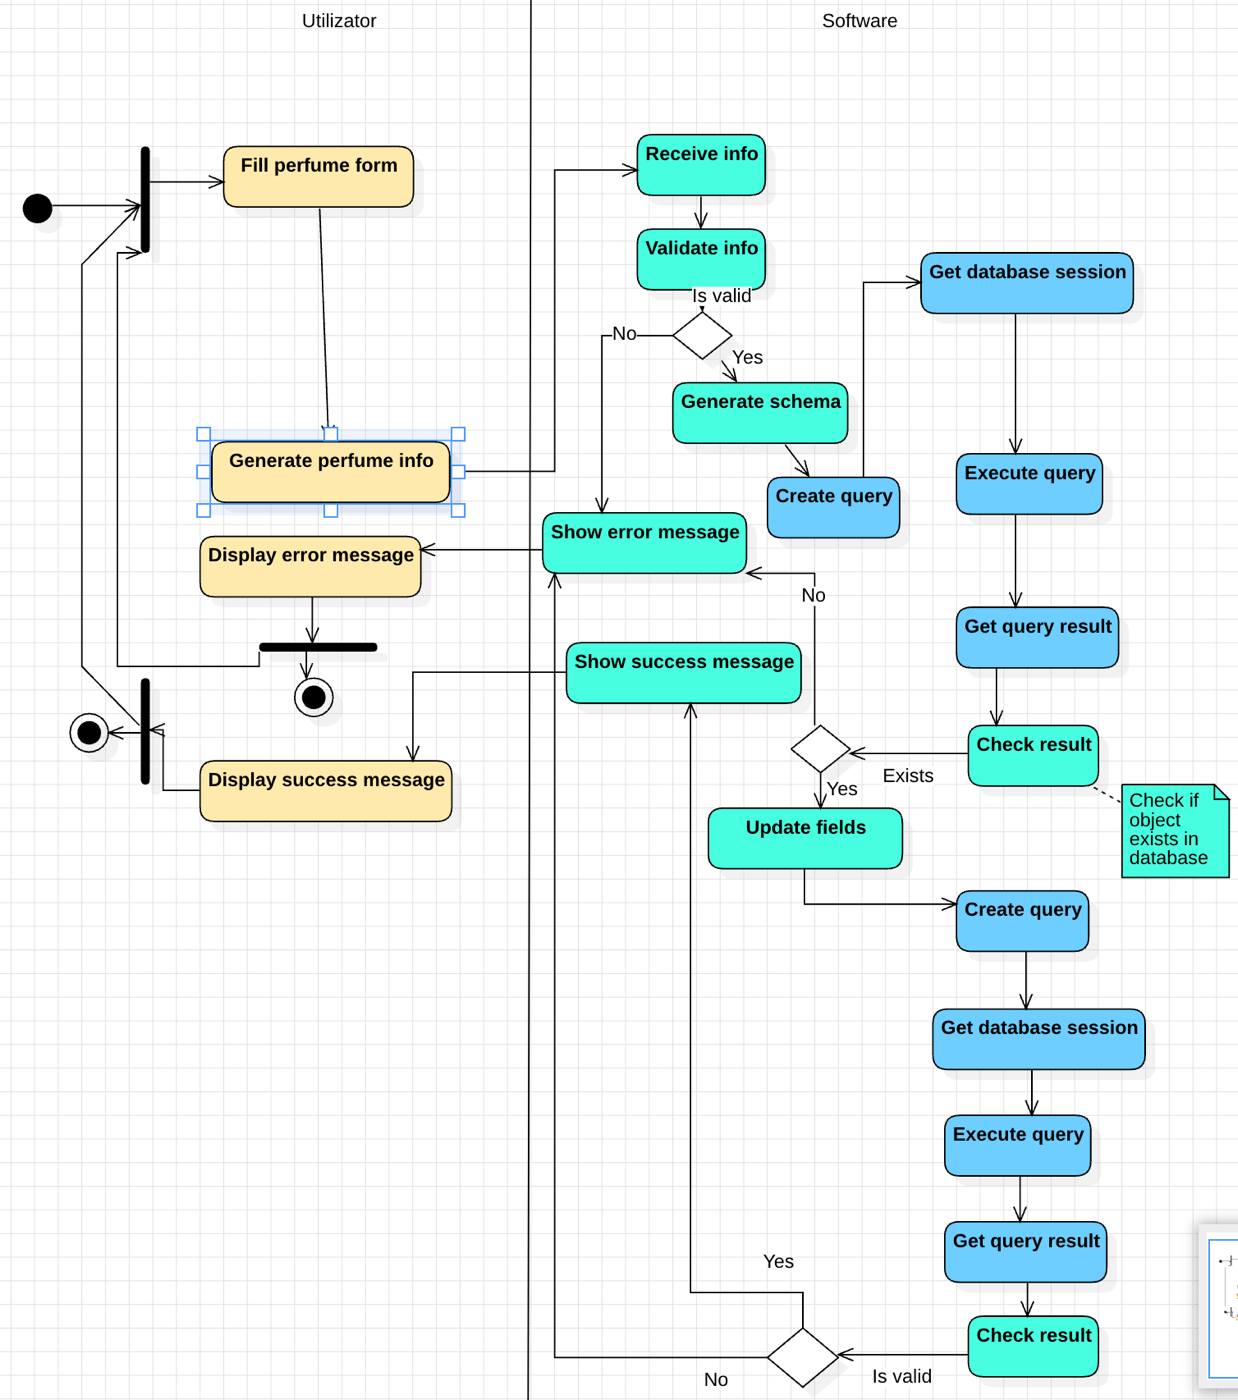 Utilizator
Software
Fill perfume form
Receive info
Validate info
Is valid
Get database session
No
Yes
Generate schema
Generate perfume info
Create query
Execute query
Show error message
Display error message
No
Get query result
Show success message
Check result
Exists
Yes
Display success message
Check if
object
exists in
database
Update fields
Create query
Get database session
Execute query
Get query result
Yes
Check result
Is valid
No